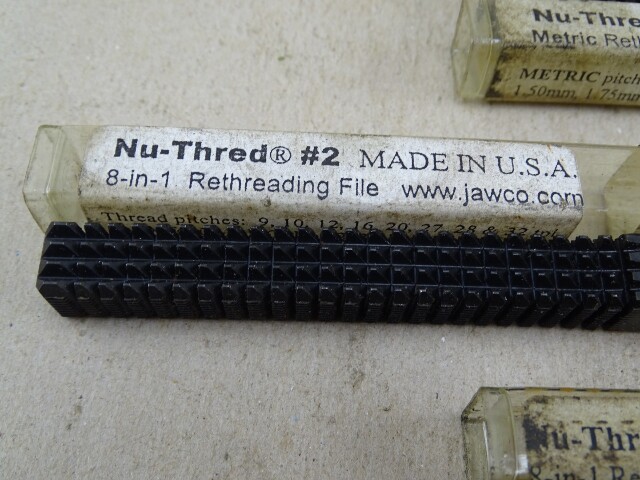 Nu-Thre
Metric Reth
METRIC pitch
1.50mm, 1.75mm
Nu-Thred® #2 MADE IN U.S.A.
8-in-1 Rethreading File www.jawco.com
Thread pitches: 9, 10, 12, 16, 20, 27, 28 & 32 tpi
Nu-Thr
8-in-1 Re